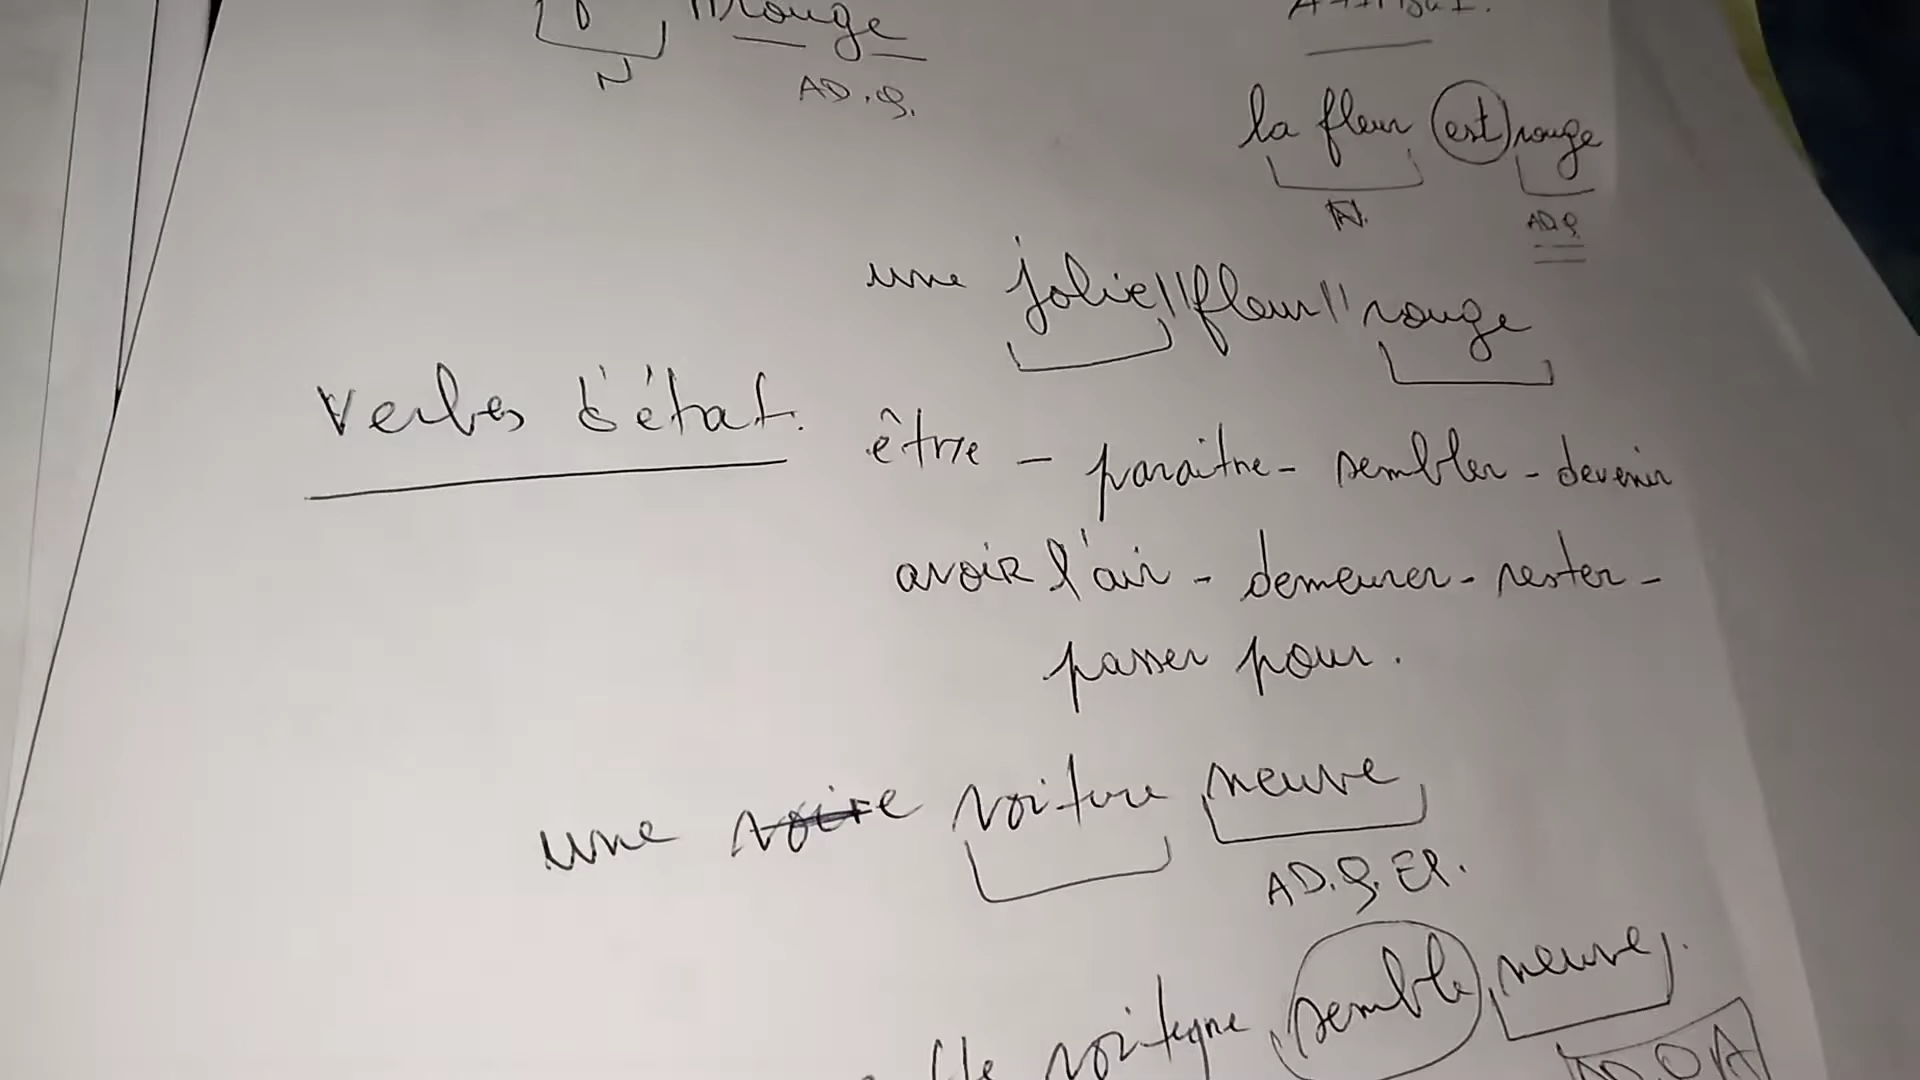 rouge
N
AD.Q.
la fleur est rouge
N.
AD.Q
une jolie // fleur // rouge
Verbes d'état.
être - paraître - sembler - devenir
avoir l'air - demeurer - rester -
passer pour.
une voiture neuve
AD.Q.EP.
semble neuve.